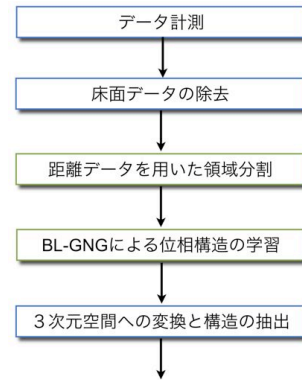 データ計測
床面データの除去
距離データを用いた領域分割
BL-GNGによる位相構造の学習
３次元空間への変換と構造の抽出